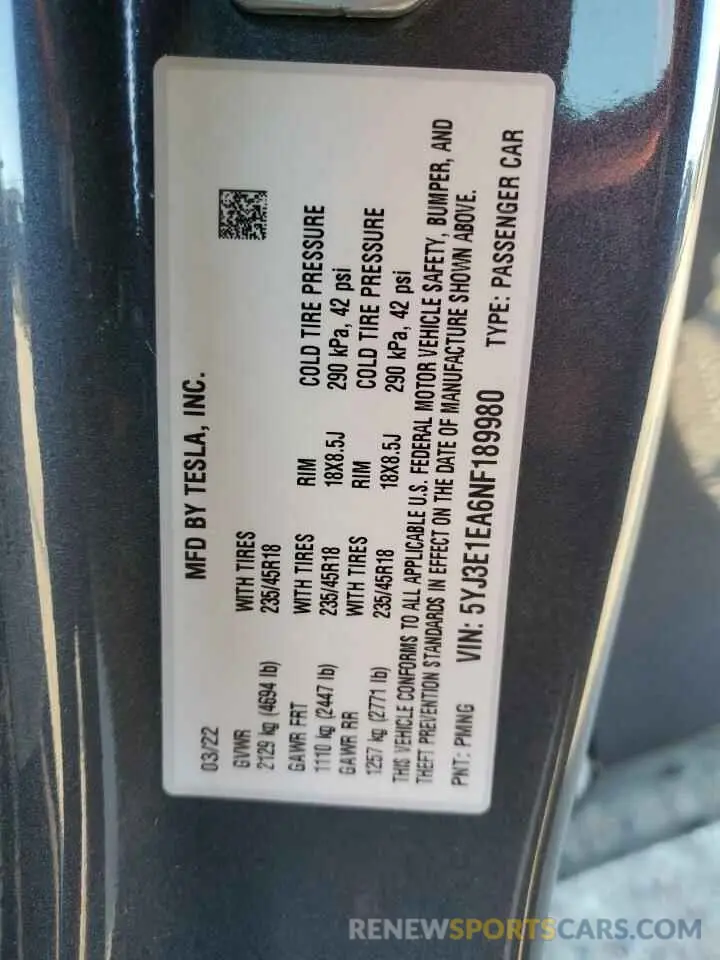 MFD BY TESLA, INC.
03/22
GVWR WITH TIRES
2129 kg (4694 lb) 235/45R18
GAWR FRT WITH TIRES RIM COLD TIRE PRESSURE
1110 kg (2447 lb) 235/45R18 18X8.5J 290 kPa, 42 psi
GAWR RR WITH TIRES RIM COLD TIRE PRESSURE
1257 kg (2771 lb) 235/45R18 18X8.5J 290 kPa, 42 psi
THIS VEHICLE CONFORMS TO ALL APPLICABLE U.S. FEDERAL MOTOR VEHICLE SAFETY, BUMPER, AND
THEFT PREVENTION STANDARDS IN EFFECT ON THE DATE OF MANUFACTURE SHOWN ABOVE.
PNT: PMNG VIN: 5YJ3E1EA6NF189980 TYPE: PASSENGER CAR
RENEWSPORTSCARS.COM